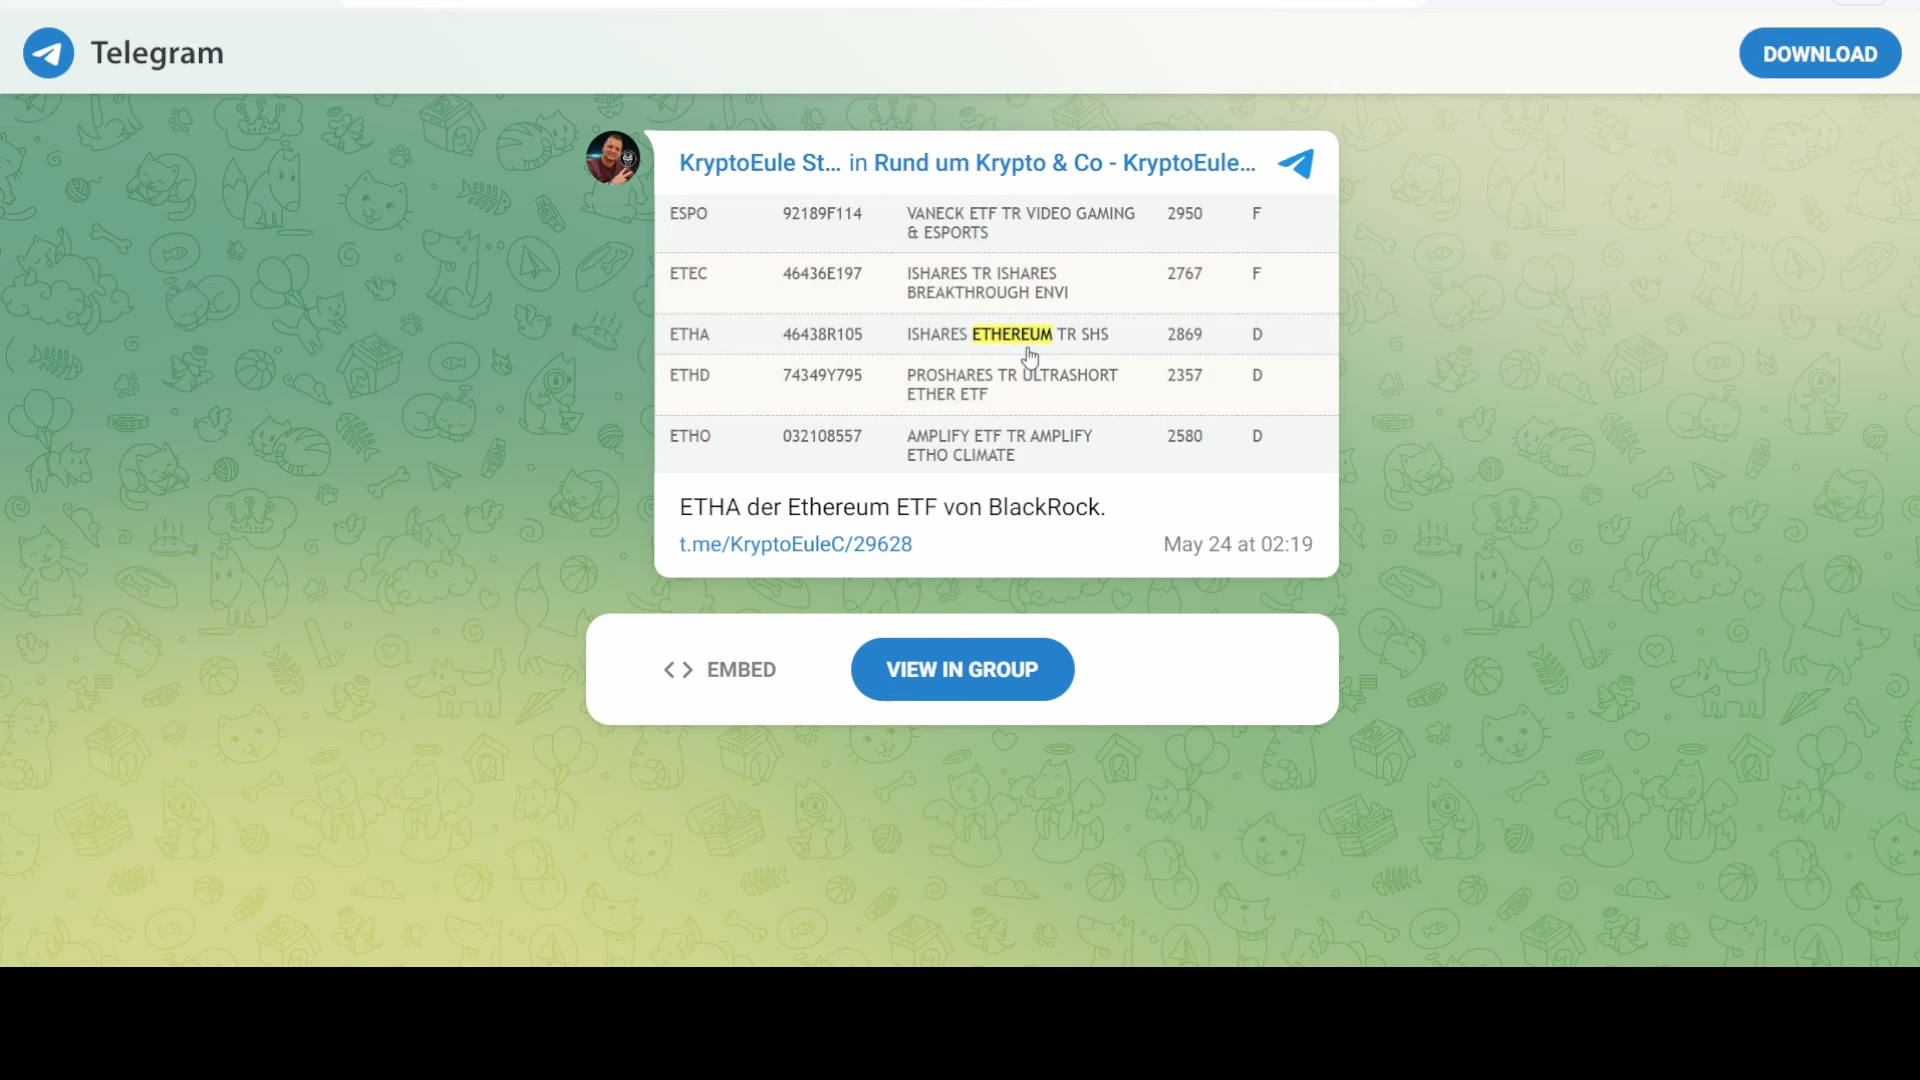 Telegram
DOWNLOAD
KryptoEule St... in Rund um Krypto & Co - KryptoEule...
ESPO 92189F114 VANECK ETF TR VIDEO GAMING 2950 F
& ESPORTS
ETEC 46436E197 ISHARES TR ISHARES 2767 F
BREAKTHROUGH ENVI
ETHA 46438R105 ISHARES ETHEREUM TR SHS 2869 D
ETHD 74349Y795 PROSHARES TR ULTRASHORT 2357 D
ETHER ETF
ETHO 032108557 AMPLIFY ETF TR AMPLIFY 2580 D
ETHO CLIMATE
ETHA der Ethereum ETF von BlackRock.
t.me/KryptoEuleC/29628 May 24 at 02:19
EMBED
VIEW IN GROUP